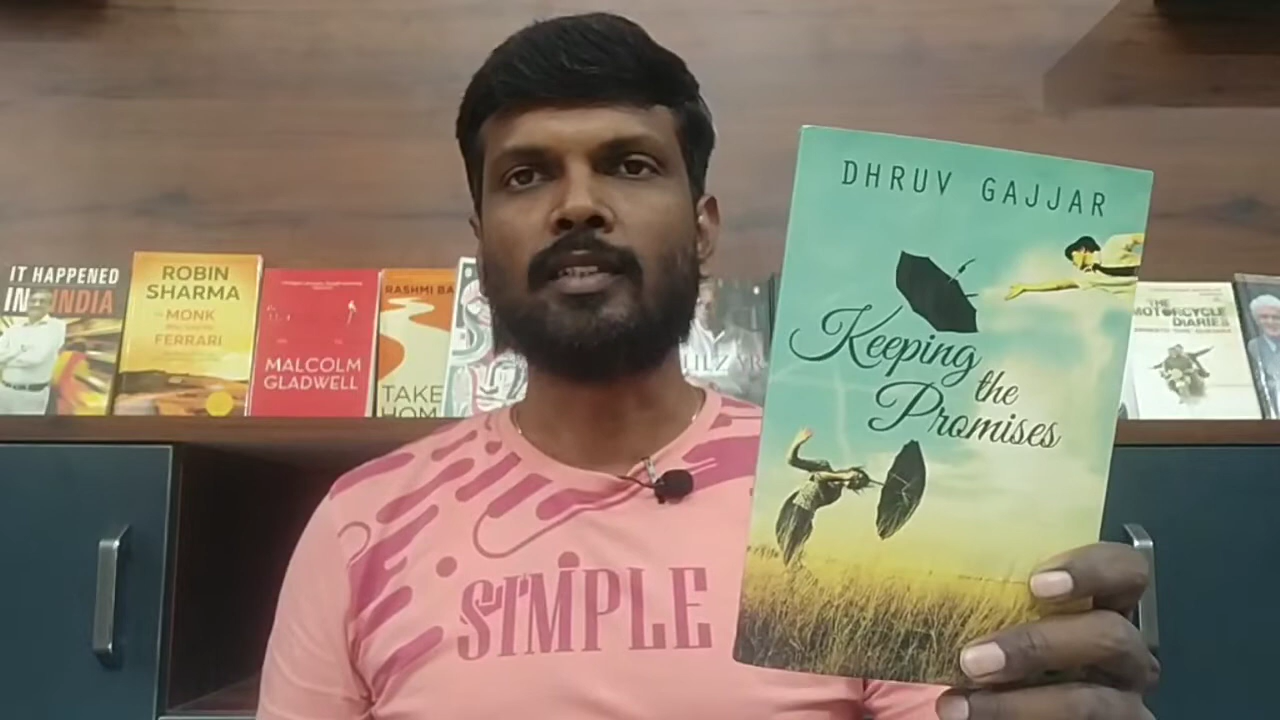 DHRUV GAJJAR
Keeping
the
Promises
IT HAPPENED
IN INDIA
ROBIN
SHARMA
MONK
FERRARI
MALCOLM
GLADWELL
RASHMI BA
TAKE
HOM
THE
MOTORCYCLE
DIARIES
SIMPLE